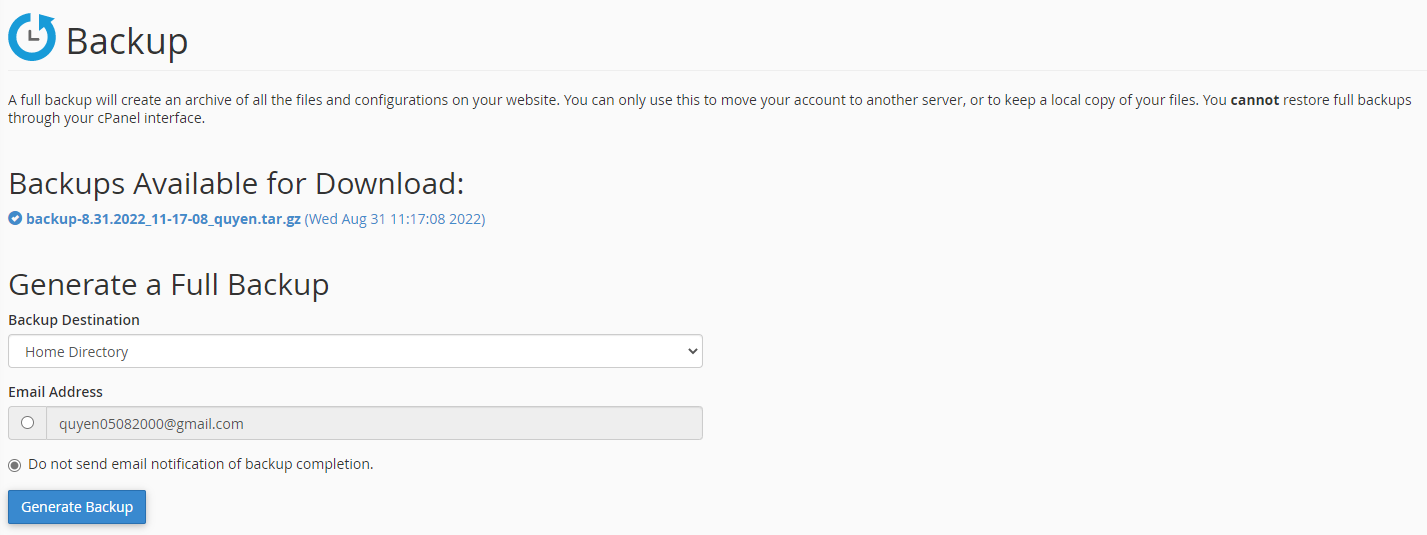 Backup
A full backup will create an archive of all the files and configurations on your website. You can only use this to move your account to another server, or to keep a local copy of your files. You cannot restore full backups
through your cPanel interface.
Backups Available for Download:
backup-8.31.2022_11-17-08_quyen.tar.gz (Wed Aug 31 11:17:08 2022)
Generate a Full Backup
Backup Destination
Home Directory
Email Address
quyen05082000@gmail.com
Do not send email notification of backup completion.
Generate Backup